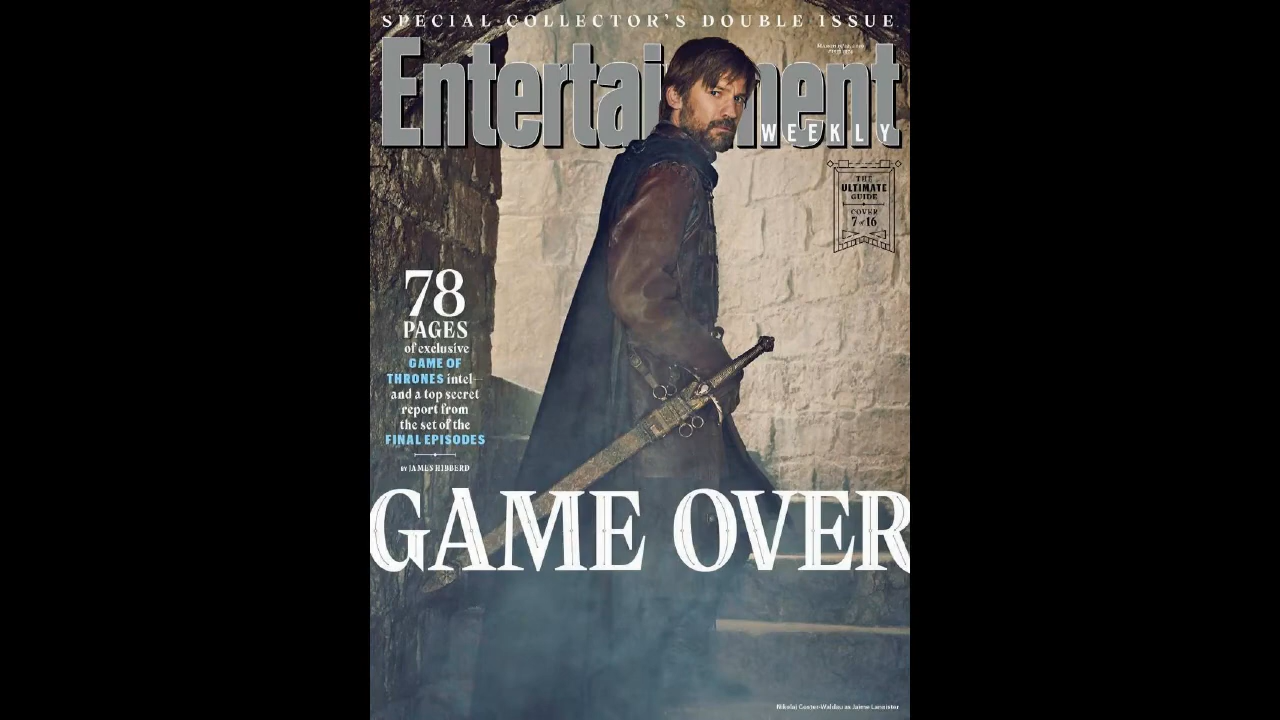 SPECIAL COLLECTOR'S DOUBLE ISSUE
Entertainment
WEEKLY
THE
ULTIMATE
GUIDE
COVER
7 of 16
78
PAGES
of exclusive
GAME OF
THRONES intel—
and a top secret
report from
the set of the
FINAL EPISODES
BY JAMES HIBBERD
GAME OVER
Nikolaj Coster-Waldau as Jaime Lannister